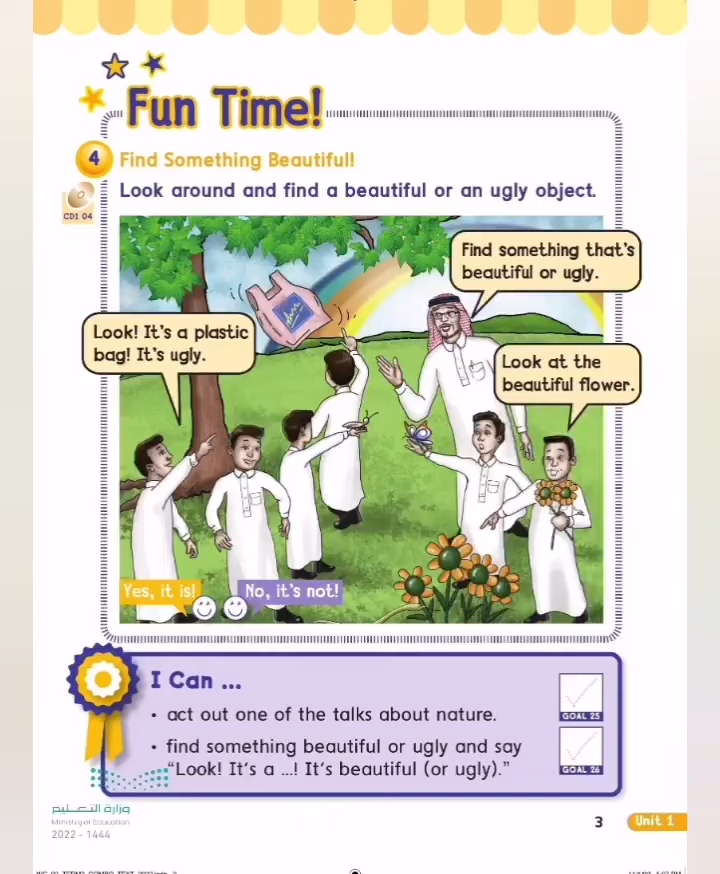 Fun Time!
4 Find Something Beautiful!
CD1 04
Look around and find a beautiful or an ugly object.
Find something that's
beautiful or ugly.
Look! It's a plastic
bag! It's ugly.
Look at the
beautiful flower.
Yes, it is!
No, it's not!
I Can ...
• act out one of the talks about nature.
GOAL 25
• find something beautiful or ugly and say
"Look! It's a ...! It's beautiful (or ugly)."
GOAL 26
وزارة التعليم
Ministry of Education
2022 - 1444
3
Unit 1